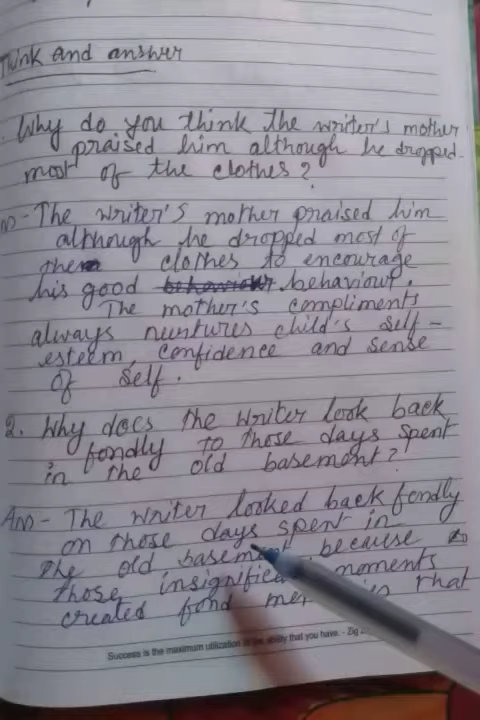 Think and answer
Why do you think the writer's mother
praised him although he dropped
most of the clothes?
Ans - The writer's mother praised him
although he dropped most of
the clothes to encourage
his good behaviour behaviour.
The mother's compliments
always nurtures child's self-
esteem, confidence and sense
of self.
2. Why does the writer look back
fondly to those days spent
in the old basement?
Ans - The writer looked back fondly
on those days spent in
the old basement because
those moments
created fond that
Success is the maximum utilization of the ability that you have. - Zig